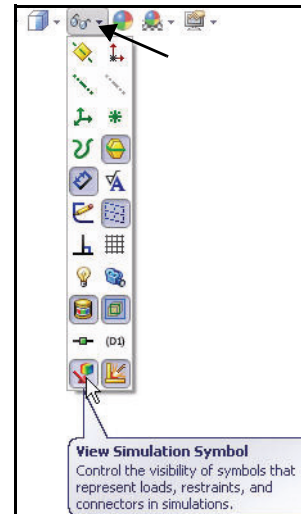 (D1)
View Simulation Symbol
Control the visibility of symbols that
represent loads, restraints, and
connectors in simulations.